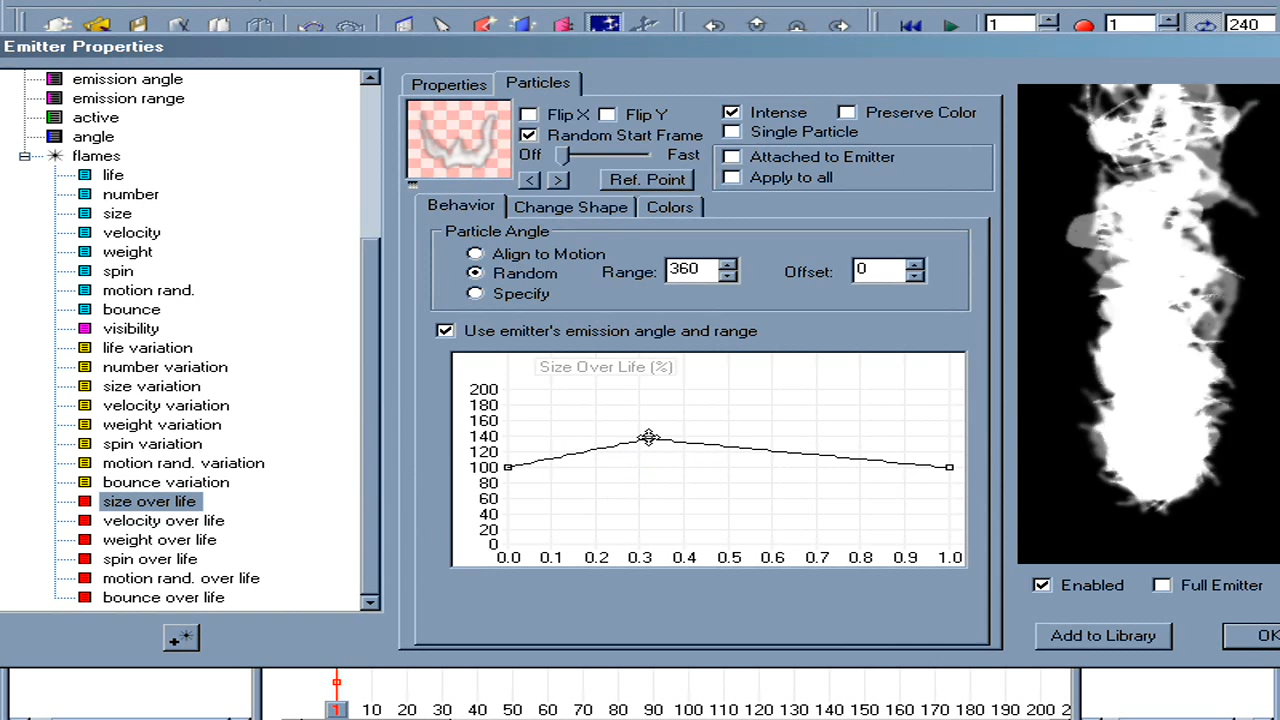 1
1
240
Emitter Properties
emission angle
emission range
active
angle
flames
life
number
size
velocity
weight
spin
motion rand.
bounce
visibility
life variation
number variation
size variation
velocity variation
weight variation
spin variation
motion rand. variation
bounce variation
size over life
velocity over life
weight over life
spin over life
motion rand. over life
bounce over life
Properties
Particles
Flip X
Flip Y
Random Start Frame
Off
Fast
<
>
Ref. Point
Intense
Preserve Color
Single Particle
Attached to Emitter
Apply to all
Behavior
Change Shape
Colors
Particle Angle
Align to Motion
Random
Range:
360
Offset:
0
Specify
Use emitter's emission angle and range
Size Over Life (%)
200
180
160
140
120
100
80
60
40
20
0
0.0 0.1 0.2 0.3 0.4 0.5 0.6 0.7 0.8 0.9 1.0
Enabled
Full Emitter
Add to Library
OK
1 10 20 30 40 50 60 70 80 90 100 110 120 130 140 150 160 170 180 190 200 2